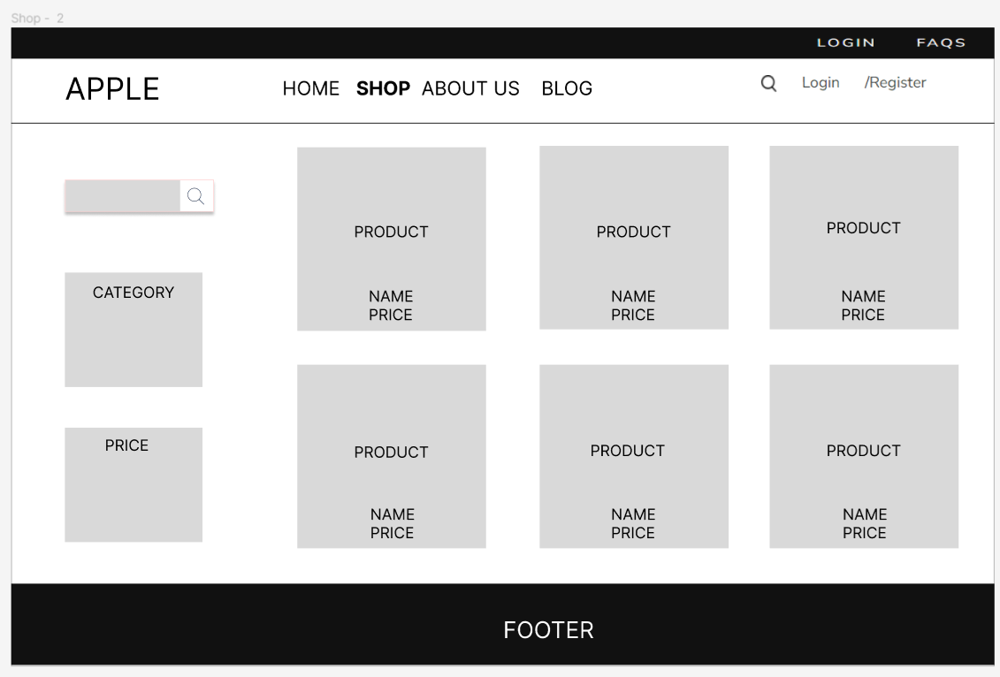 Shop - 2
LOGIN FAQS
APPLE HOME SHOP ABOUT US BLOG Login /Register
CATEGORY
PRICE
PRODUCT
NAME
PRICE
PRODUCT
NAME
PRICE
PRODUCT
NAME
PRICE
PRODUCT
NAME
PRICE
PRODUCT
NAME
PRICE
PRODUCT
NAME
PRICE
FOOTER